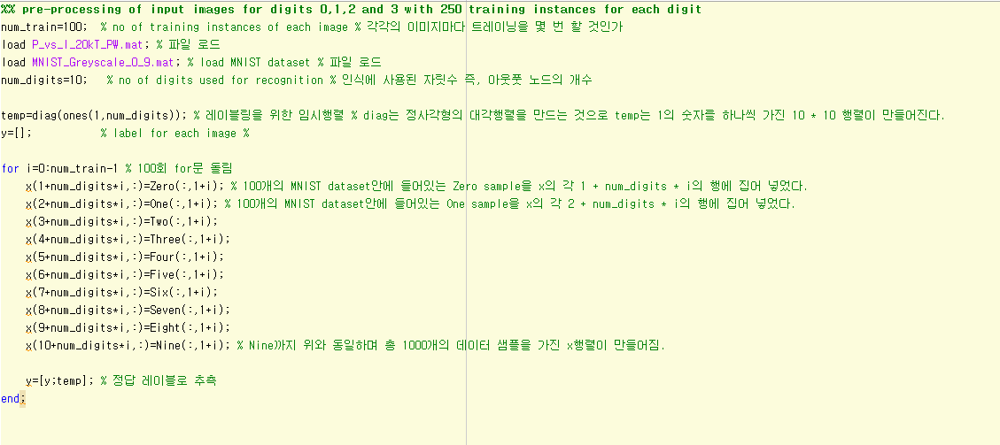 %% pre-processing of input images for digits 0,1,2 and 3 with 250 training instances for each digit
num_train=100;  % no of training instances of each image % 각각의 이미지마다 트레이닝을 몇 번 할 것인가
load P_vs_I_20kT_PW.mat; % 파일 로드
load MNIST_Greyscale_0_9.mat; % load MNIST dataset % 파일 로드
num_digits=10;   % no of digits used for recognition % 인식에 사용된 자릿수 즉, 아웃풋 노드의 개수
temp=diag(ones(1,num_digits)); % 레이블링을 위한 임시행렬 % diag는 정사각형의 대각행렬을 만드는 것으로 temp는 1의 숫자를 하나씩 가진 10 * 10 행렬이 만들어진다.
y=[];           % label for each image %
for i=0:num_train-1 % 100회 for문 돌림
    x(1+num_digits*i,:)=Zero(:,1+i); % 100개의 MNIST dataset안에 들어있는 Zero sample을 x의 각 1 + num_digits * i의 행에 집어 넣었다.
    x(2+num_digits*i,:)=One(:,1+i); % 100개의 MNIST dataset안에 들어있는 One sample을 x의 각 2 + num_digits * i의 행에 집어 넣었다.
    x(3+num_digits*i,:)=Two(:,1+i);
    x(4+num_digits*i,:)=Three(:,1+i);
    x(5+num_digits*i,:)=Four(:,1+i);
    x(6+num_digits*i,:)=Five(:,1+i);
    x(7+num_digits*i,:)=Six(:,1+i);
    x(8+num_digits*i,:)=Seven(:,1+i);
    x(9+num_digits*i,:)=Eight(:,1+i);
    x(10+num_digits*i,:)=Nine(:,1+i); % Nine까지 위와 동일하며 총 1000개의 데이터 샘플을 가진 x행렬이 만들어짐.
    y=[y;temp]; % 정답 레이블로 추측
end;